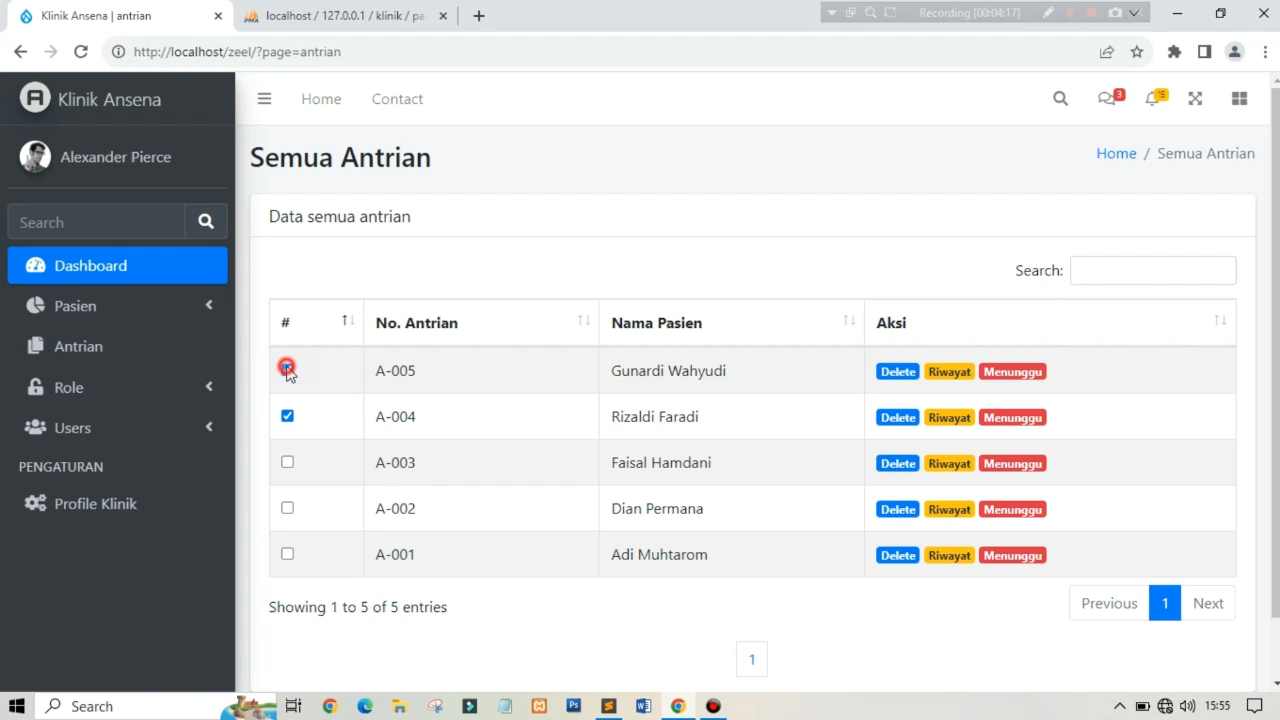 Klinik Ansena | antrian
localhost / 127.0.0.1 / klinik / pa
Recording [00:04:17]
http://localhost/zeel/?page=antrian
Klinik Ansena
Home
Contact
3
15
Alexander Pierce
Semua Antrian
Home / Semua Antrian
Search
Data semua antrian
Dashboard
Search:
Pasien
# No. Antrian Nama Pasien Aksi
Antrian
A-005 Gunardi Wahyudi Delete Riwayat Menunggu
Role
A-004 Rizaldi Faradi Delete Riwayat Menunggu
Users
A-003 Faisal Hamdani Delete Riwayat Menunggu
PENGATURAN
Profile Klinik
A-002 Dian Permana Delete Riwayat Menunggu
A-001 Adi Muhtarom Delete Riwayat Menunggu
Showing 1 to 5 of 5 entries
Previous 1 Next
1
Search
15:55